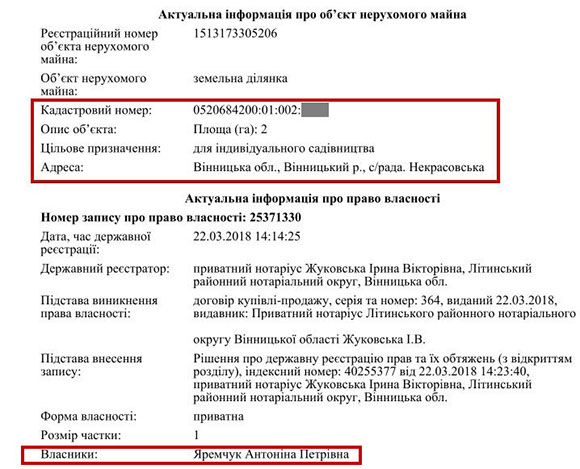 Актуальна інформація про об’єкт нерухомого майна
Реєстраційний номер 1513173305206
об’єкта нерухомого
майна:
Об’єкт нерухомого земельна ділянка
майна:
Кадастровий номер: 0520684200:01:002:
Опис об’єкта: Площа (га): 2
Цільове призначення: для індивідуального садівництва
Адреса: Вінницька обл., Вінницький р., с/рада. Некрасовська
Актуальна інформація про право власності
Номер запису про право власності: 25371330
Дата, час державної 22.03.2018 14:14:25
реєстрації:
Державний реєстратор: приватний нотаріус Жуковська Ірина Вікторівна, Літинський
районний нотаріальний округ, Вінницька обл.
Підстава виникнення договір купівлі-продажу, серія та номер: 364, виданий 22.03.2018,
права власності: видавник: Приватний нотаріус Літинського районного нотаріального
округу Вінницької області Жуковська І.В.
Підстава внесення Рішення про державну реєстрацію прав та їх обтяжень (з відкриттям
запису: розділу), індексний номер: 40255377 від 22.03.2018 14:23:40,
приватний нотаріус Жуковська Ірина Вікторівна, Літинський
районний нотаріальний округ, Вінницька обл.
Форма власності: приватна
Розмір частки: 1
Власники: Яремчук Антоніна Петрівна